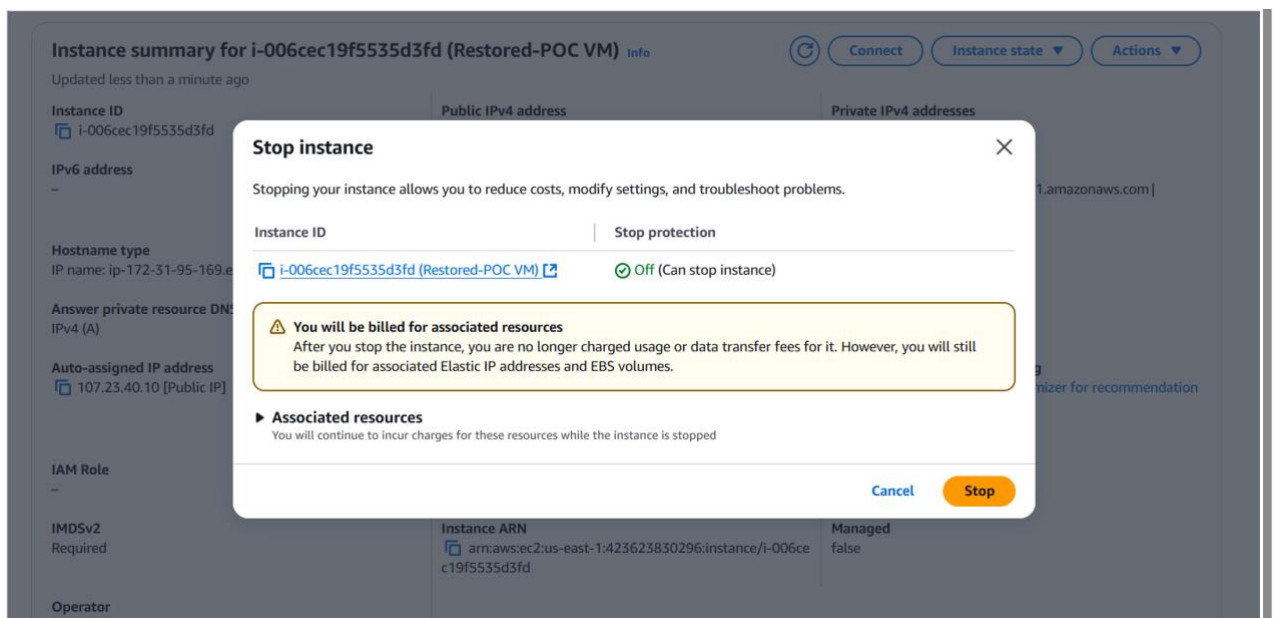 Instance summary for i-006cec19f5535d3fd (Restored-POC VM) Info
Connect
Instance state
Actions
Updated less than a minute ago
Instance ID
Public IPv4 address
Private IPv4 addresses
i-006cec19f5535d3fd
IPv6 address
–
1.amazonaws.com |
Hostname type
IP name: ip-172-31-95-169.e
Answer private resource DNS
IPv4 (A)
Auto-assigned IP address
107.23.40.10 [Public IP]
g
mizer for recommendation
IAM Role
–
IMDSv2
Required
Instance ARN
arn:aws:ec2:us-east-1:423623830296:instance/i-006ce
c19f5535d3fd
Managed
false
Operator
Stop instance
Stopping your instance allows you to reduce costs, modify settings, and troubleshoot problems.
Instance ID
Stop protection
i-006cec19f5535d3fd (Restored-POC VM)
Off (Can stop instance)
You will be billed for associated resources
After you stop the instance, you are no longer charged usage or data transfer fees for it. However, you will still
be billed for associated Elastic IP addresses and EBS volumes.
Associated resources
You will continue to incur charges for these resources while the instance is stopped
Cancel
Stop